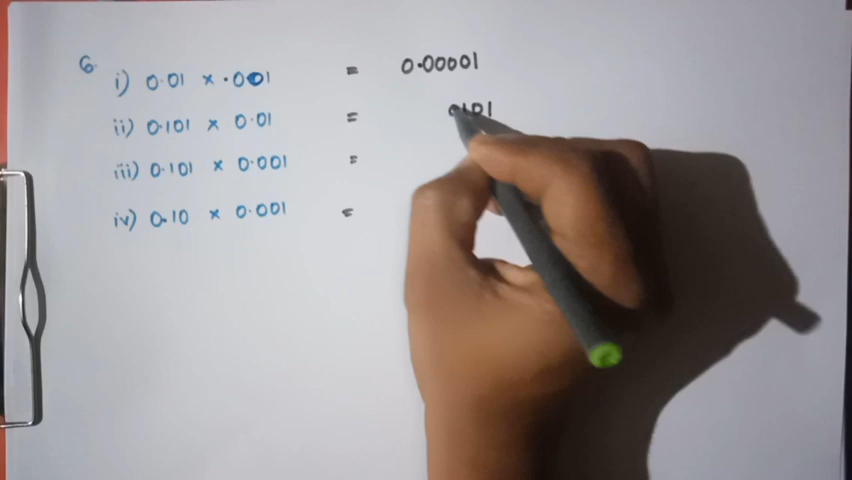 6.
i) 0.01 × .001 = 0.00001
ii) 0.101 × 0.01 = 0101
iii) 0.101 × 0.001 =
iv) 0.10 × 0.001 =